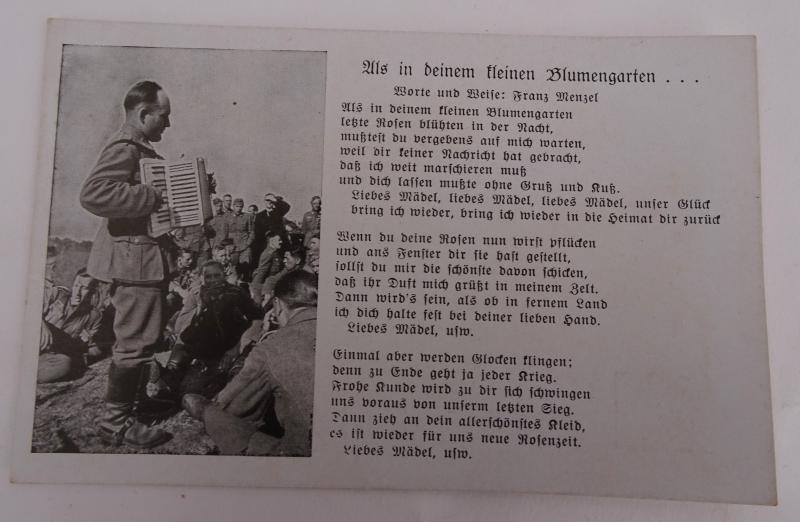 Als in deinem kleinen Blumengarten . . .
Worte und Weise: Franz Menzel
Als in deinem kleinen Blumengarten
letzte Rosen blühten in der Nacht,
mußtest du vergebens auf mich warten,
weil dir keiner Nachricht hat gebracht,
daß ich weit marschieren muß
und dich lassen mußte ohne Gruß und Kuß.
Liebes Mädel, liebes Mädel, liebes Mädel, unser Glück
bring ich wieder, bring ich wieder in die Heimat dir zurück
Wenn du deine Rosen nun wirst pflücken
und ans Fenster dir sie hast gestellt,
sollst du mir die schönste davon schicken,
daß ihr Duft mich grüßt in meinem Zelt.
Dann wird's sein, als ob in fernem Land
ich dich halte fest bei deiner lieben Hand.
Liebes Mädel, usw.
Einmal aber werden Glocken klingen;
denn zu Ende geht ja jeder Krieg.
Frohe Kunde wird zu dir sich schwingen
uns voraus von unserm letzten Sieg.
Dann zieh an dein allerschönstes Kleid,
es ist wieder für uns neue Rosenzeit.
Liebes Mädel, usw.